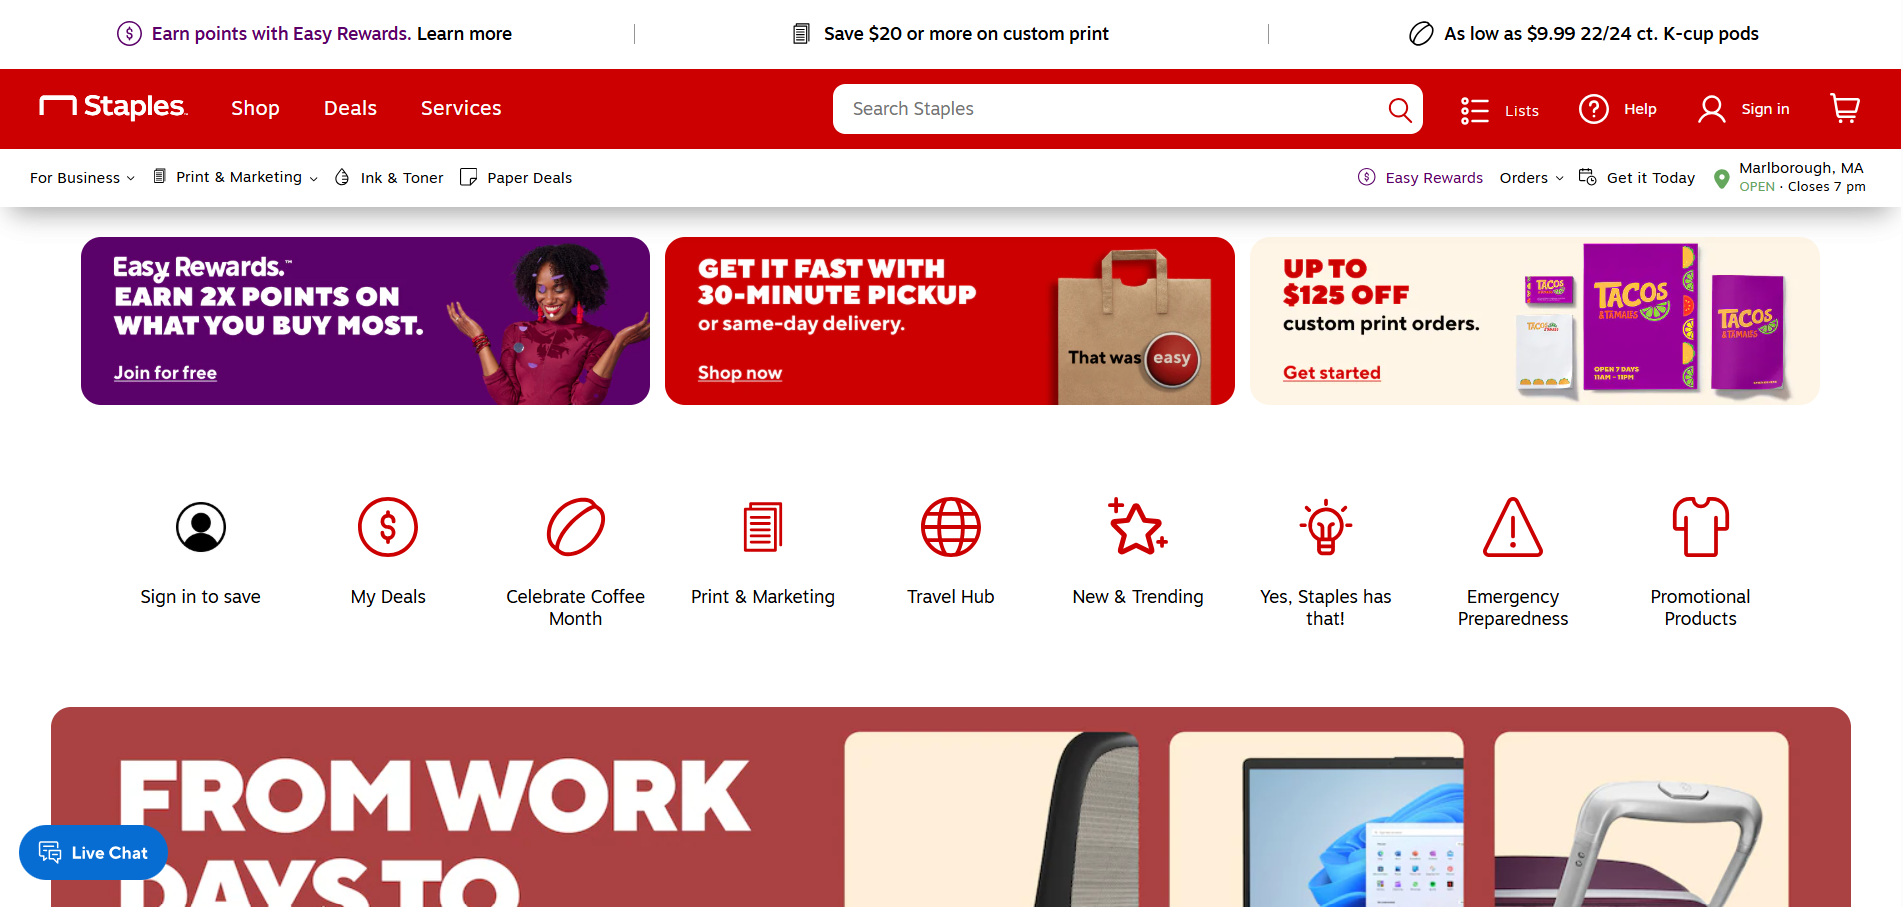 Earn points with Easy Rewards. Learn more
Save $20 or more on custom print
As low as $9.99 22/24 ct. K-cup pods
Staples
Shop
Deals
Services
Search Staples
Lists
Help
Sign in
For Business
Print & Marketing
Ink & Toner
Paper Deals
Easy Rewards
Orders
Get it Today
Marlborough, MA
OPEN · Closes 7 pm
Easy Rewards.™
EARN 2X POINTS ON
WHAT YOU BUY MOST.
Join for free
GET IT FAST WITH
30-MINUTE PICKUP
or same-day delivery.
Shop now
That was easy
UP TO
$125 OFF
custom print orders.
Get started
TACOS
& TAMALES
TACOS
& TAMALES
OPEN 7 DAYS
11AM - 11PM
TACOS
& TAMALES
TACOS
Sign in to save
My Deals
Celebrate Coffee
Month
Print & Marketing
Travel Hub
New & Trending
Yes, Staples has
that!
Emergency
Preparedness
Promotional
Products
FROM WORK
DAYS TO
Live Chat